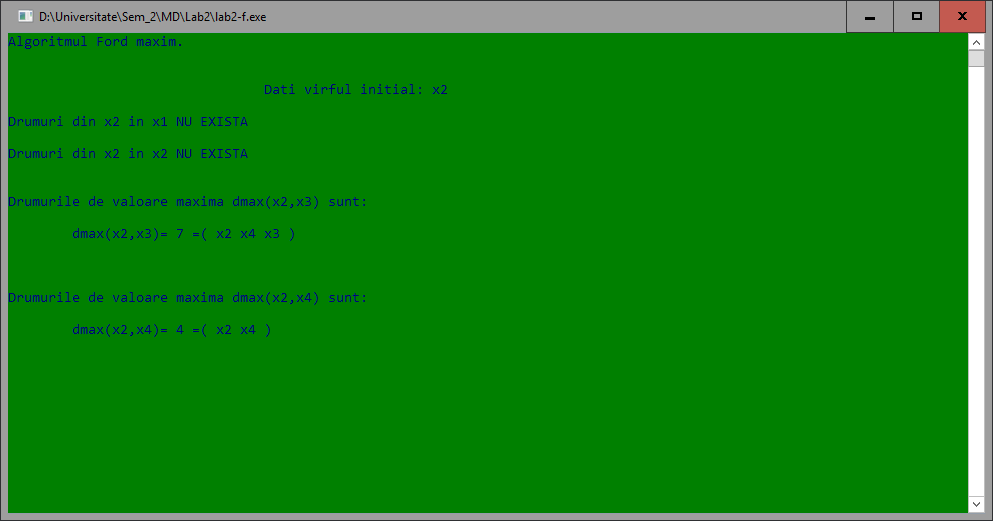 D:\Universitate\Sem_2\MD\Lab2\lab2-f.exe
Algoritmul Ford maxim.
Dati virful initial: x2
Drumuri din x2 in x1 NU EXISTA
Drumuri din x2 in x2 NU EXISTA
Drumurile de valoare maxima dmax(x2,x3) sunt:
dmax(x2,x3)= 7 =( x2 x4 x3 )
Drumurile de valoare maxima dmax(x2,x4) sunt:
dmax(x2,x4)= 4 =( x2 x4 )